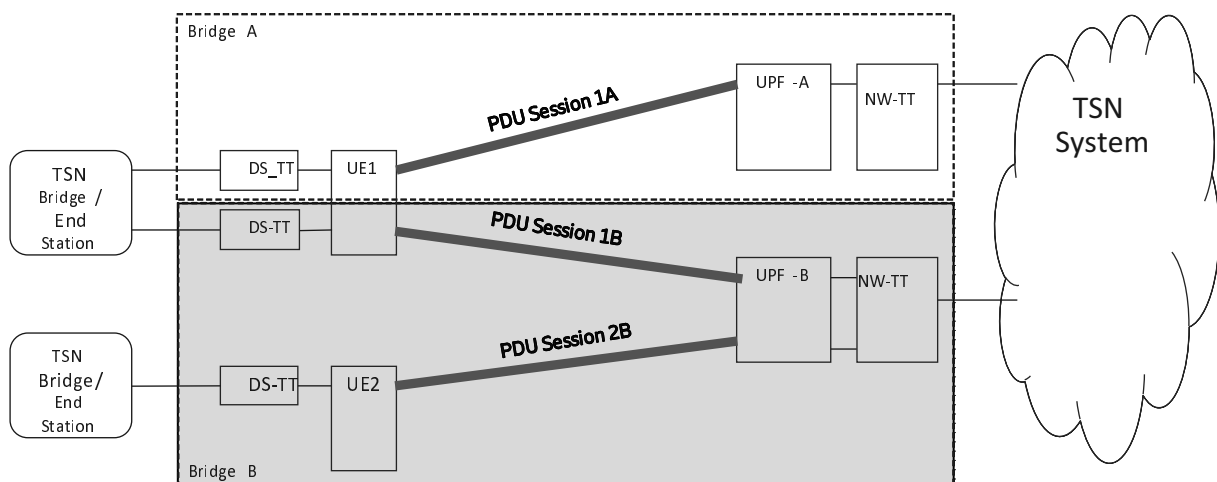 Bridge A
UPF -A
NW-TT
PDU Session 1A
TSN
System
DS_TT
UE1
TSN
Bridge /
End
Station
DS-TT
PDU Session 1B
UPF -B
NW-TT
PDU Session 2B
TSN
Bridge/
End
Station
DS-TT
UE2
Bridge B